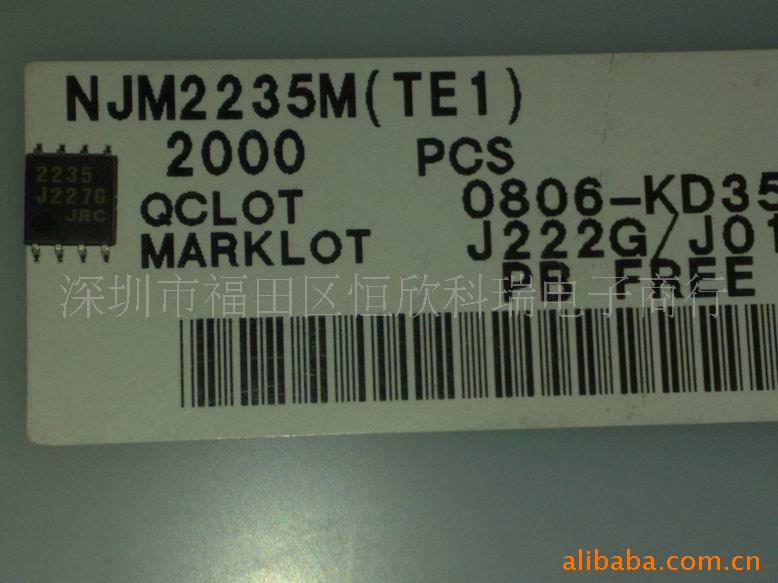 NJM2235M(TE1)
2000 PCS
2235
J227G
JRC
QCLOT 0806-KD35
MARKLOT J222G/J01
PB FREE
深圳市福田区恒欣科瑞电子商行
alibaba.com.cn